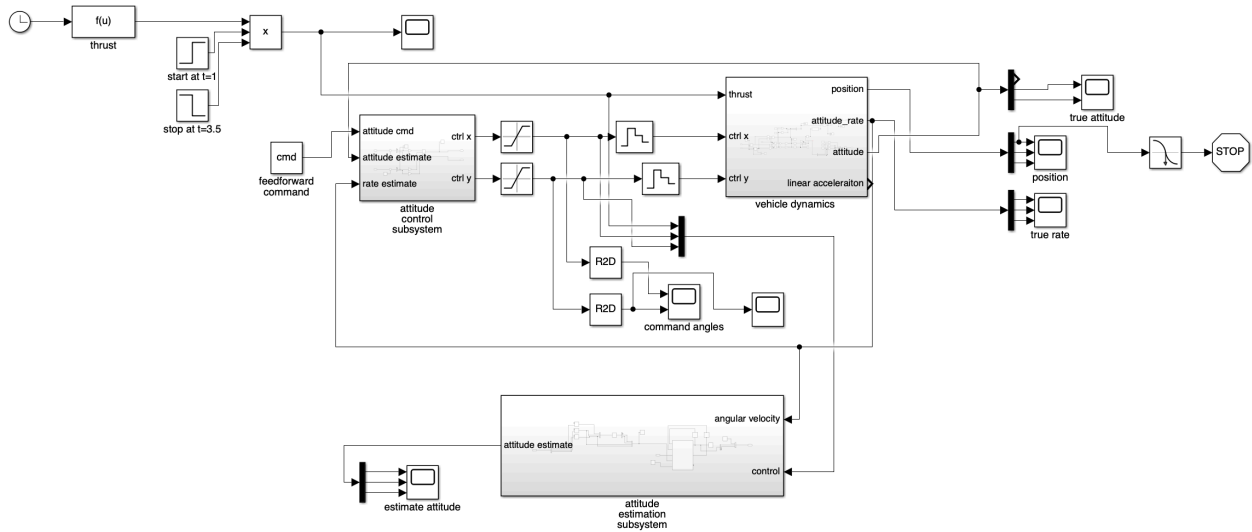 f(u)
thrust
x
start at t=1
stop at t=3.5
cmd
feedforward
command
attitude cmd
attitude estimate
rate estimate
ctrl x
ctrl y
attitude
control
subsystem
thrust
ctrl x
ctrl y
position
attitude_rate
attitude
linear acceleraiton
vehicle dynamics
true attitude
position
true rate
STOP
R2D
R2D
command angles
angular velocity
control
attitude estimate
attitude
estimation
subsystem
estimate attitude